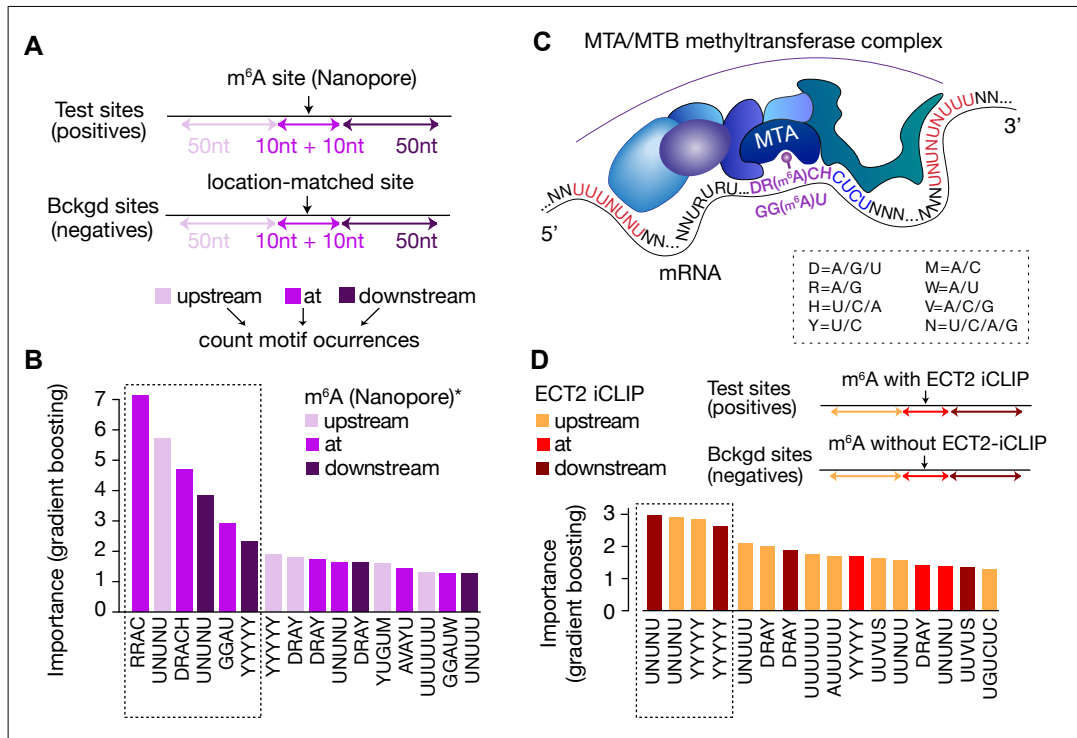 A
m⁶A site (Nanopore)
Test sites
(positives)
50nt 10nt + 10nt 50nt
location-matched site
Bckgd sites
(negatives)
50nt 10nt + 10nt 50nt
upstream at downstream
count motif ocurrences
B
Importance (gradient boosting)
7
6
5
4
3
2
1
0
m⁶A (Nanopore)*
upstream
at
downstream
RRAC
UNUNU
DRACH
UNUNU
GGAU
YYYYY
YYYYY
DRAY
DRAY
UNUNU
DRAY
YUGUM
AVAYU
UUUUUU
GGAUW
UNUUU
C
MTA/MTB methyltransferase complex
MTA
...NNUUUNUNUNN...NNURURU...DR(m⁶A)CHCUCUNNN...NNUNUNUNUUUNN...
GG(m⁶A)U
5'
3'
mRNA
D=A/G/U M=A/C
R=A/G W=A/U
H=U/C/A V=A/C/G
Y=U/C N=U/C/A/G
D
ECT2 iCLIP
upstream
at
downstream
m⁶A with ECT2 iCLIP
Test sites
(positives)
m⁶A without ECT2-iCLIP
Bckgd sites
(negatives)
Importance
(gradient boosting)
3
2
1
0
UNUNU
UNUNU
YYYYY
YYYYY
UNUUU
DRAY
DRAY
UUUUUU
AUUUUU
YYYYY
UUVUS
UUNUU
DRAY
UNUNU
UUVUS
UGUCUC